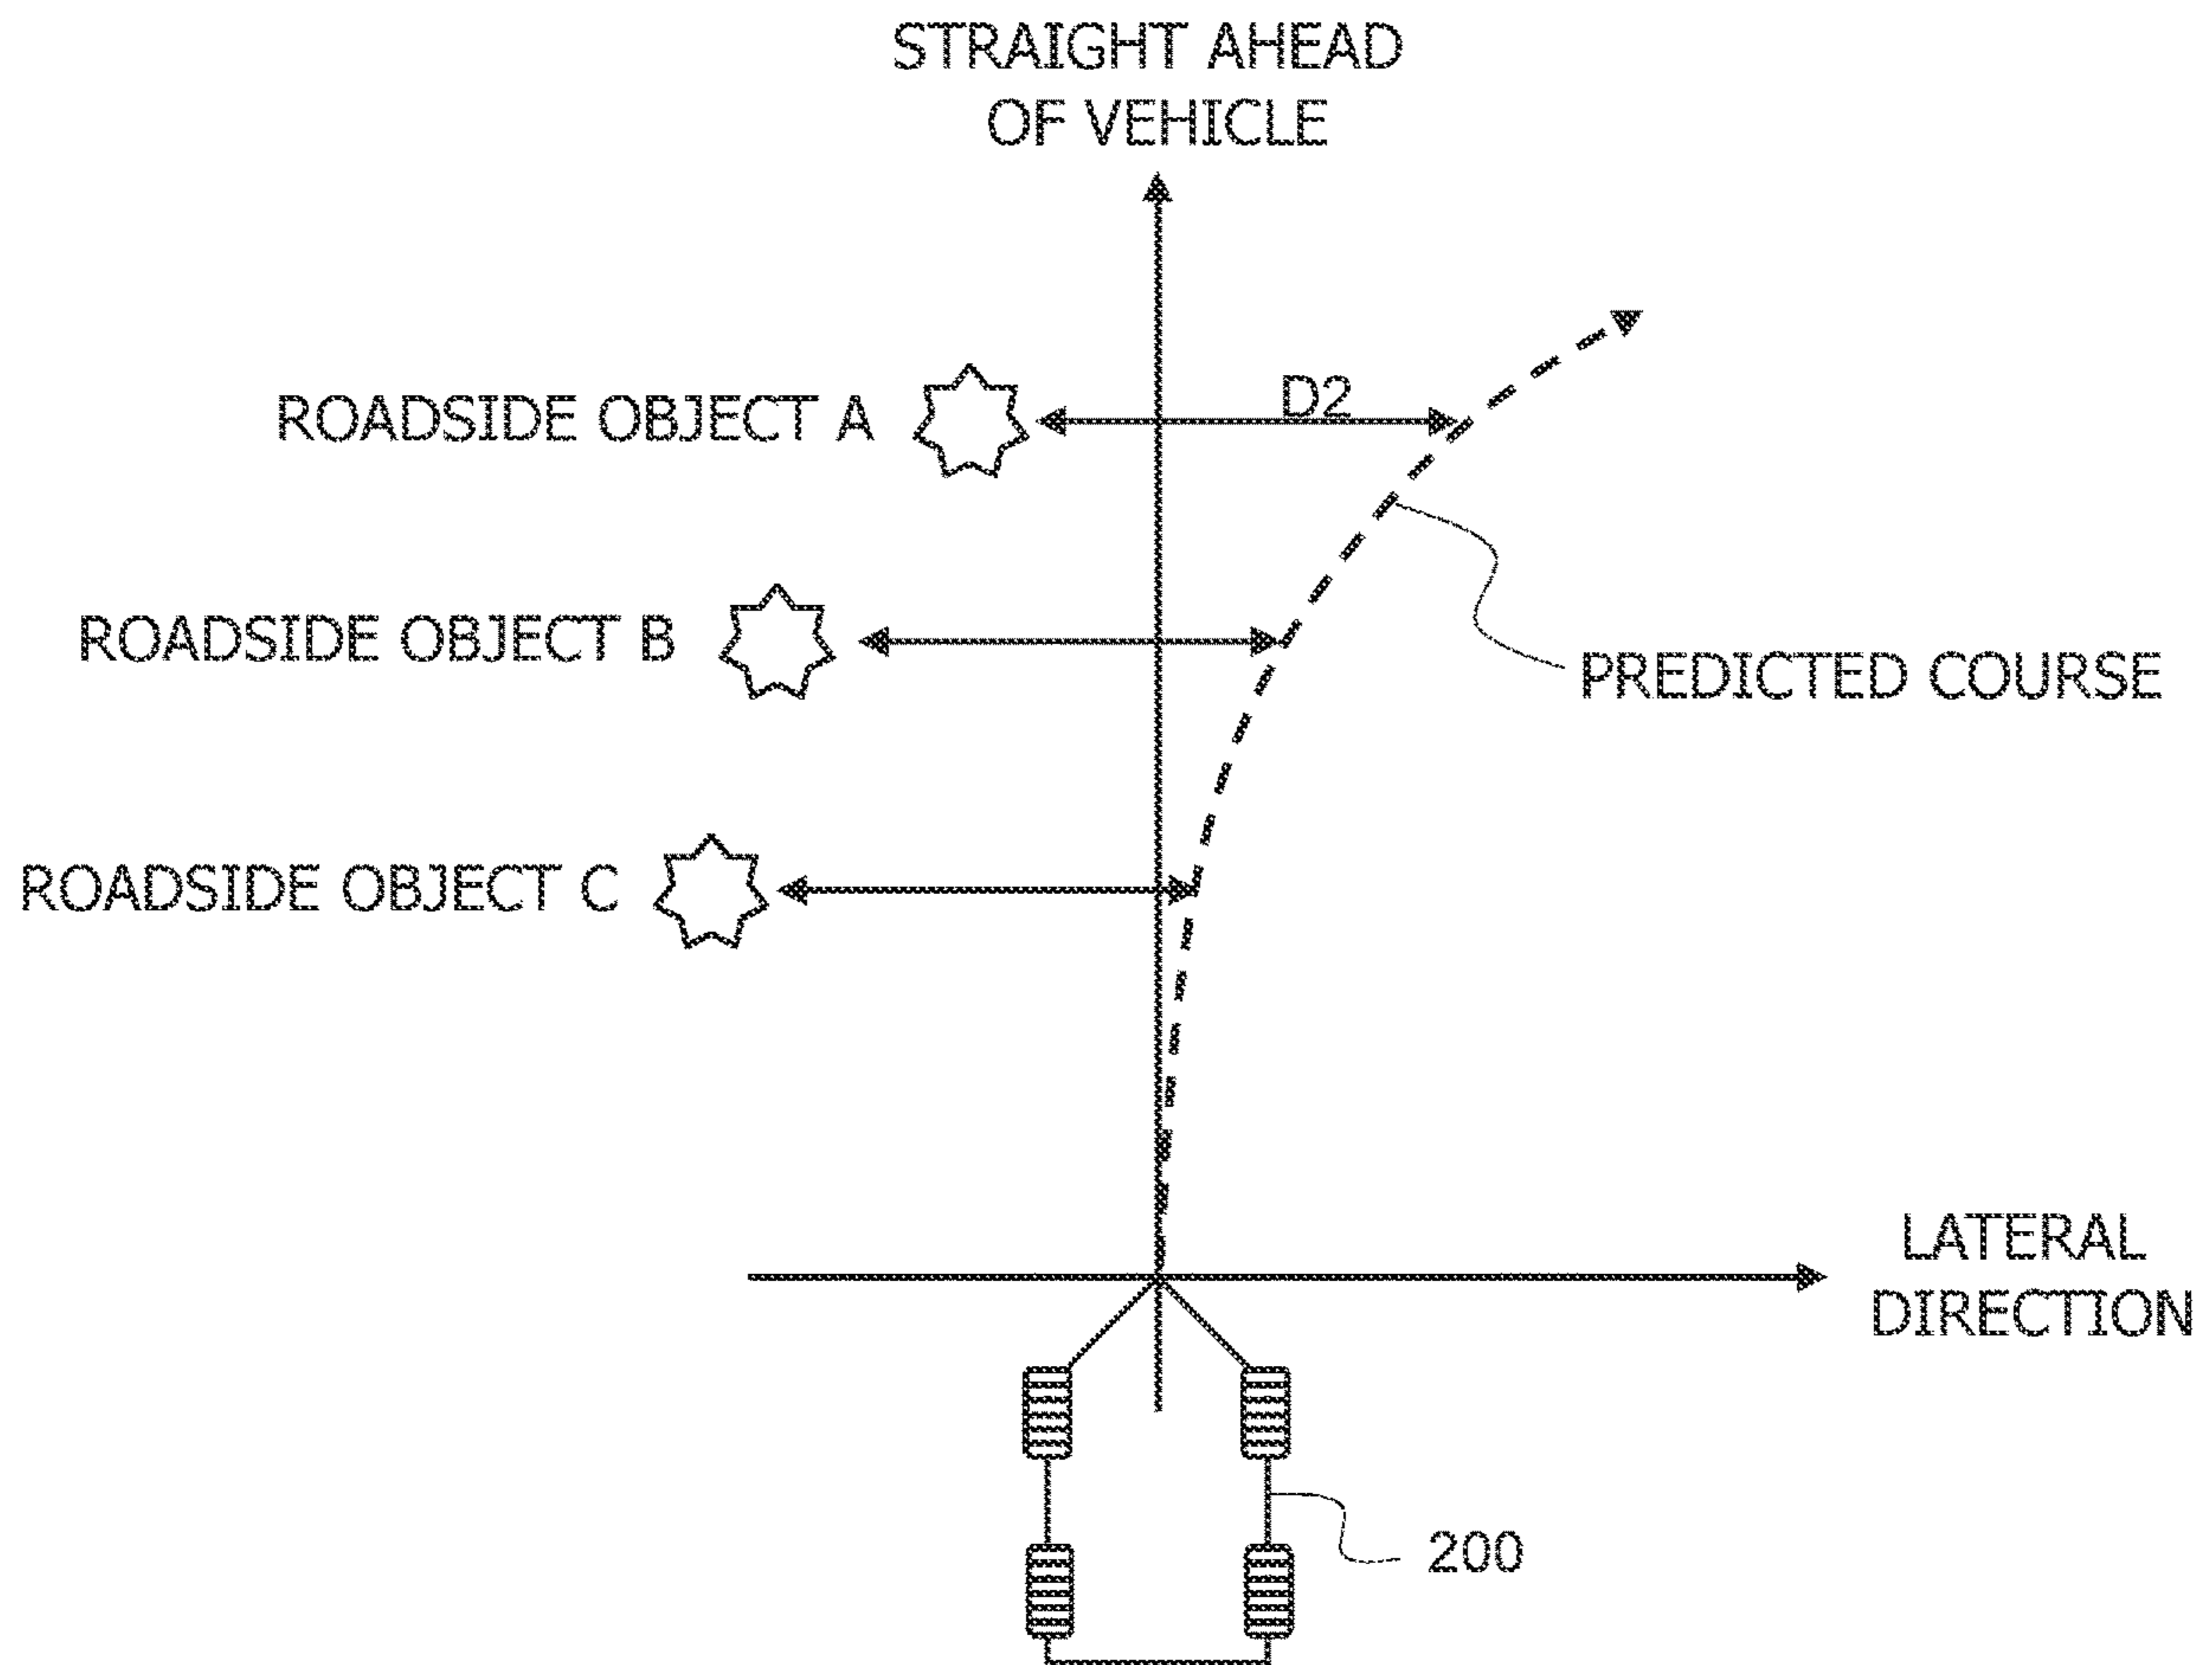 STRAIGHT AHEAD
OF VEHICLE
D2
ROADSIDE OBJECT A
ROADSIDE OBJECT B
PREDICTED COURSE
ROADSIDE OBJECT C
LATERAL
DIRECTION
200